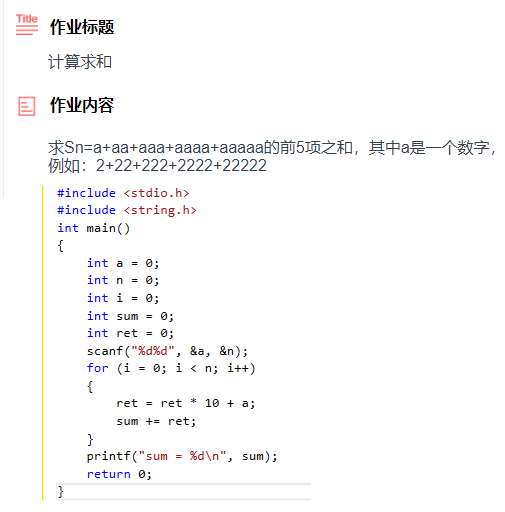 Title
作业标题
计算求和
作业内容
求Sn=a+aa+aaa+aaaa+aaaaa的前5项之和，其中a是一个数字，
例如：2+22+222+2222+22222
#include <stdio.h>
#include <string.h>
int main()
{
    int a = 0;
    int n = 0;
    int i = 0;
    int sum = 0;
    int ret = 0;
    scanf("%d%d", &a, &n);
    for (i = 0; i < n; i++)
    {
        ret = ret * 10 + a;
        sum += ret;
    }
    printf("sum = %d\n", sum);
    return 0;
}